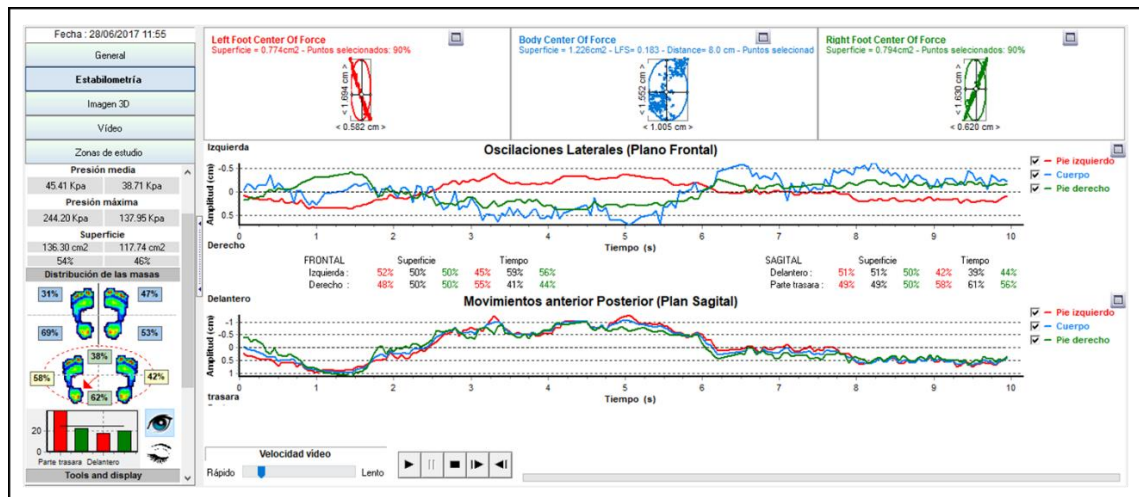 Fecha : 28/06/2017 11:55
General
Estabilometría
Imagen 3D
Vídeo
Zonas de estudio
Presión media
45.41 Kpa 38.71 Kpa
Presión máxima
244.20 Kpa 137.95 Kpa
Superficie
136.30 cm2 117.74 cm2
54% 46%
Distribución de las masas
31% 47%
69% 53%
38%
58% 42%
62%
20
0
Parte trasara Delantero
Tools and display
Left Foot Center Of Force
Superficie = 0.774cm2 - Puntos selecionados: 90%
< 1.694 cm >
< 0.582 cm >
Body Center Of Force
Superficie = 1.226cm2 - LFS= 0.183 - Distance= 8.0 cm - Puntos selecionad
< 1.552 cm >
< 1.005 cm >
Right Foot Center Of Force
Superficie = 0.794cm2 - Puntos selecionados: 90%
< 1.630 cm >
< 0.620 cm >
Izquierda
Oscilaciones Laterales (Plano Frontal)
Amplitud (cm)
-0.5
0
0.5
0 1 2 3 4 5 6 7 8 9 10
Tiempo (s)
Derecho
Pie izquierdo
Cuerpo
Pie derecho
FRONTAL Superficie Tiempo
Izquierda : 52% 50% 50% 45% 59% 56%
Derecho : 48% 50% 50% 55% 41% 44%
SAGITAL Superficie Tiempo
Delantero : 51% 51% 50% 42% 39% 44%
Parte trasara : 49% 49% 50% 58% 61% 56%
Delantero
Movimientos anterior Posterior (Plan Sagital)
Amplitud (cm)
-1
-0.5
0
0.5
1
0 1 2 3 4 5 6 7 8 9 10
Tiempo (s)
trasara
Pie izquierdo
Cuerpo
Pie derecho
Velocidad video
Rápido Lento